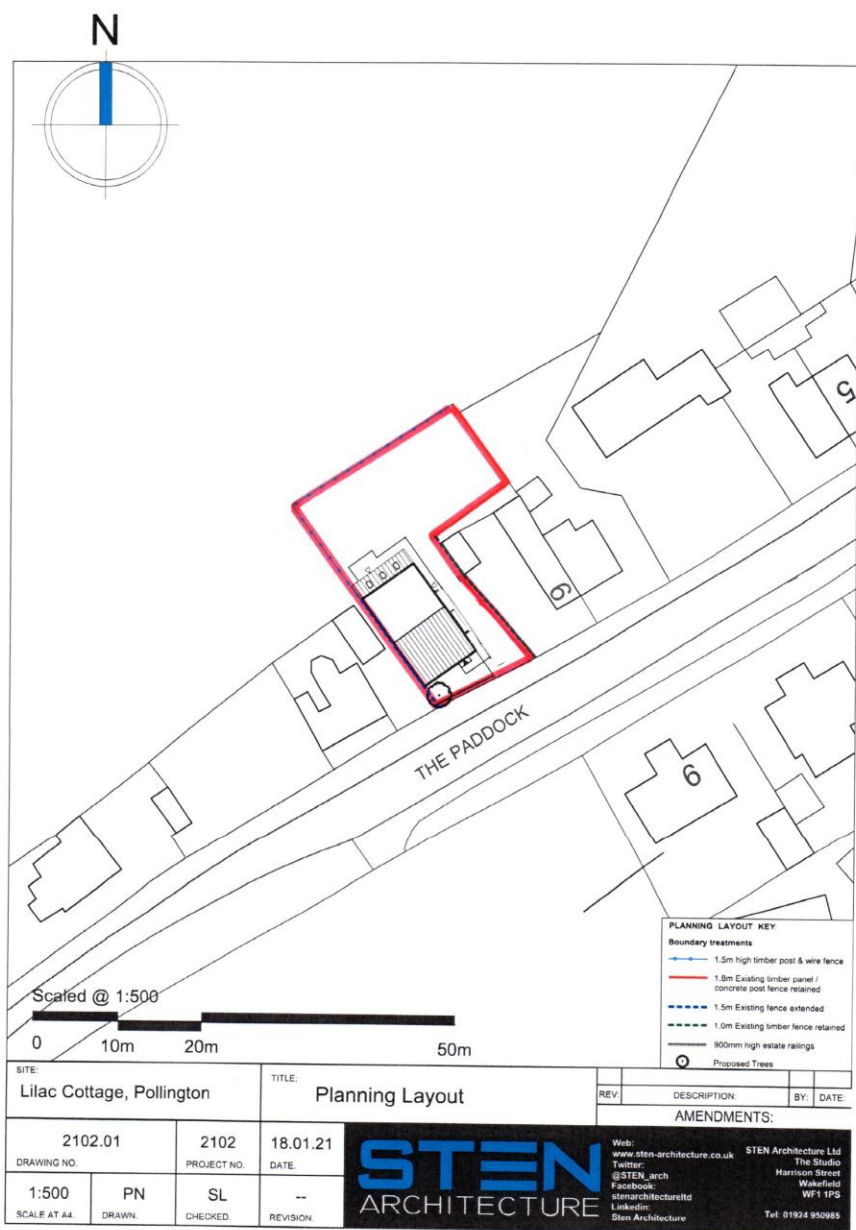 N
5
6
THE PADDOCK
6
PLANNING LAYOUT KEY:
Boundary treatments
1.5m high timber post & wire fence
1.8m Existing timber panel /
concrete post fence retained
1.5m Existing fence extended
1.0m Existing timber fence retained
900mm high estate railings
Proposed Trees
Scaled @ 1:500
0 10m 20m 50m
SITE:
Lilac Cottage, Pollington
TITLE:
Planning Layout
REV: DESCRIPTION: BY: DATE:
AMENDMENTS:
2102.01
DRAWING NO.
2102
PROJECT NO.
18.01.21
DATE.
1:500
SCALE AT A4.
PN
DRAWN.
SL
CHECKED.
--
REVISION.
STEN
ARCHITECTURE
Web:
www.sten-architecture.co.uk
Twitter:
@STEN_arch
Facebook:
stenarchitectureltd
Linkedin:
Sten Architecture
STEN Architecture Ltd
The Studio
Harrison Street
Wakefield
WF1 1PS
Tel: 01924 950985